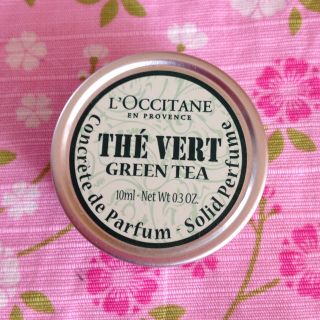 L'OCCITANE
EN PROVENCE
THÉ VERT
GREEN TEA
10ml - Net Wt 0.3 OZ.
Concrète de Parfum - Solid Perfume